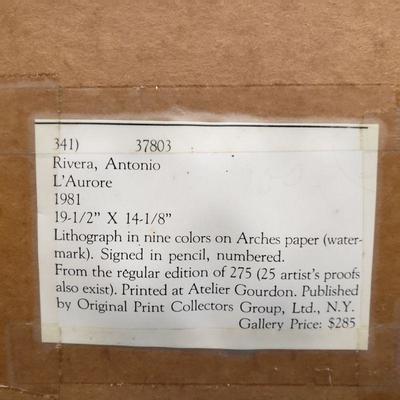 341) 37803
Rivera, Antonio
L'Aurore
1981
19-1/2" X 14-1/8"
Lithograph in nine colors on Arches paper (water-
mark). Signed in pencil, numbered.
From the regular edition of 275 (25 artist's proofs
also exist). Printed at Atelier Gourdon. Published
by Original Print Collectors Group, Ltd., N.Y.
Gallery Price: $285